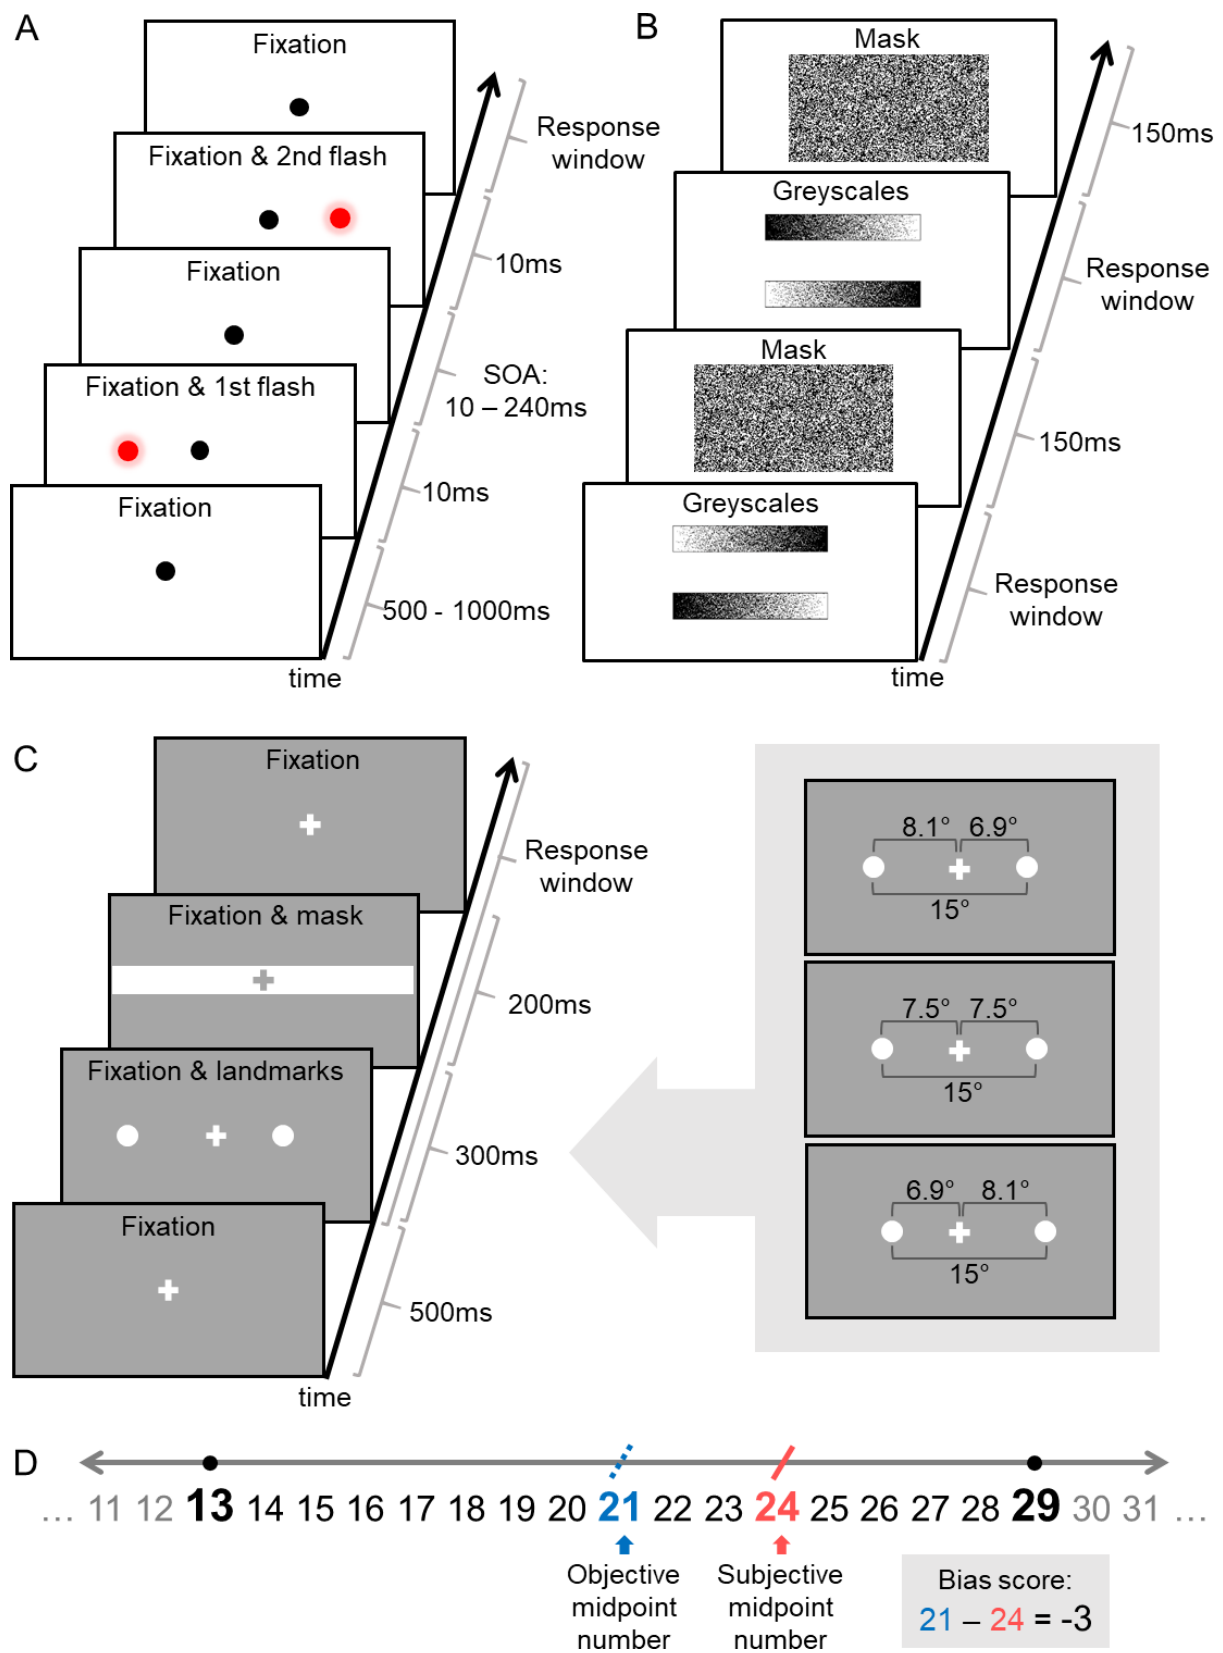 A
Fixation
Fixation & 2nd flash
Fixation
Fixation & 1st flash
Fixation
Response
window
10ms
SOA:
10 – 240ms
10ms
500 - 1000ms
time
B
Mask
Greyscales
Mask
Greyscales
150ms
Response
window
150ms
Response
window
time
C
Fixation
Fixation & mask
Fixation & landmarks
Fixation
Response
window
200ms
300ms
500ms
time
8.1° 6.9°
15°
7.5° 7.5°
15°
6.9° 8.1°
15°
D
... 11 12 13 14 15 16 17 18 19 20 21 22 23 24 25 26 27 28 29 30 31 ...
Objective
midpoint
number
Subjective
midpoint
number
Bias score:
21 – 24 = -3